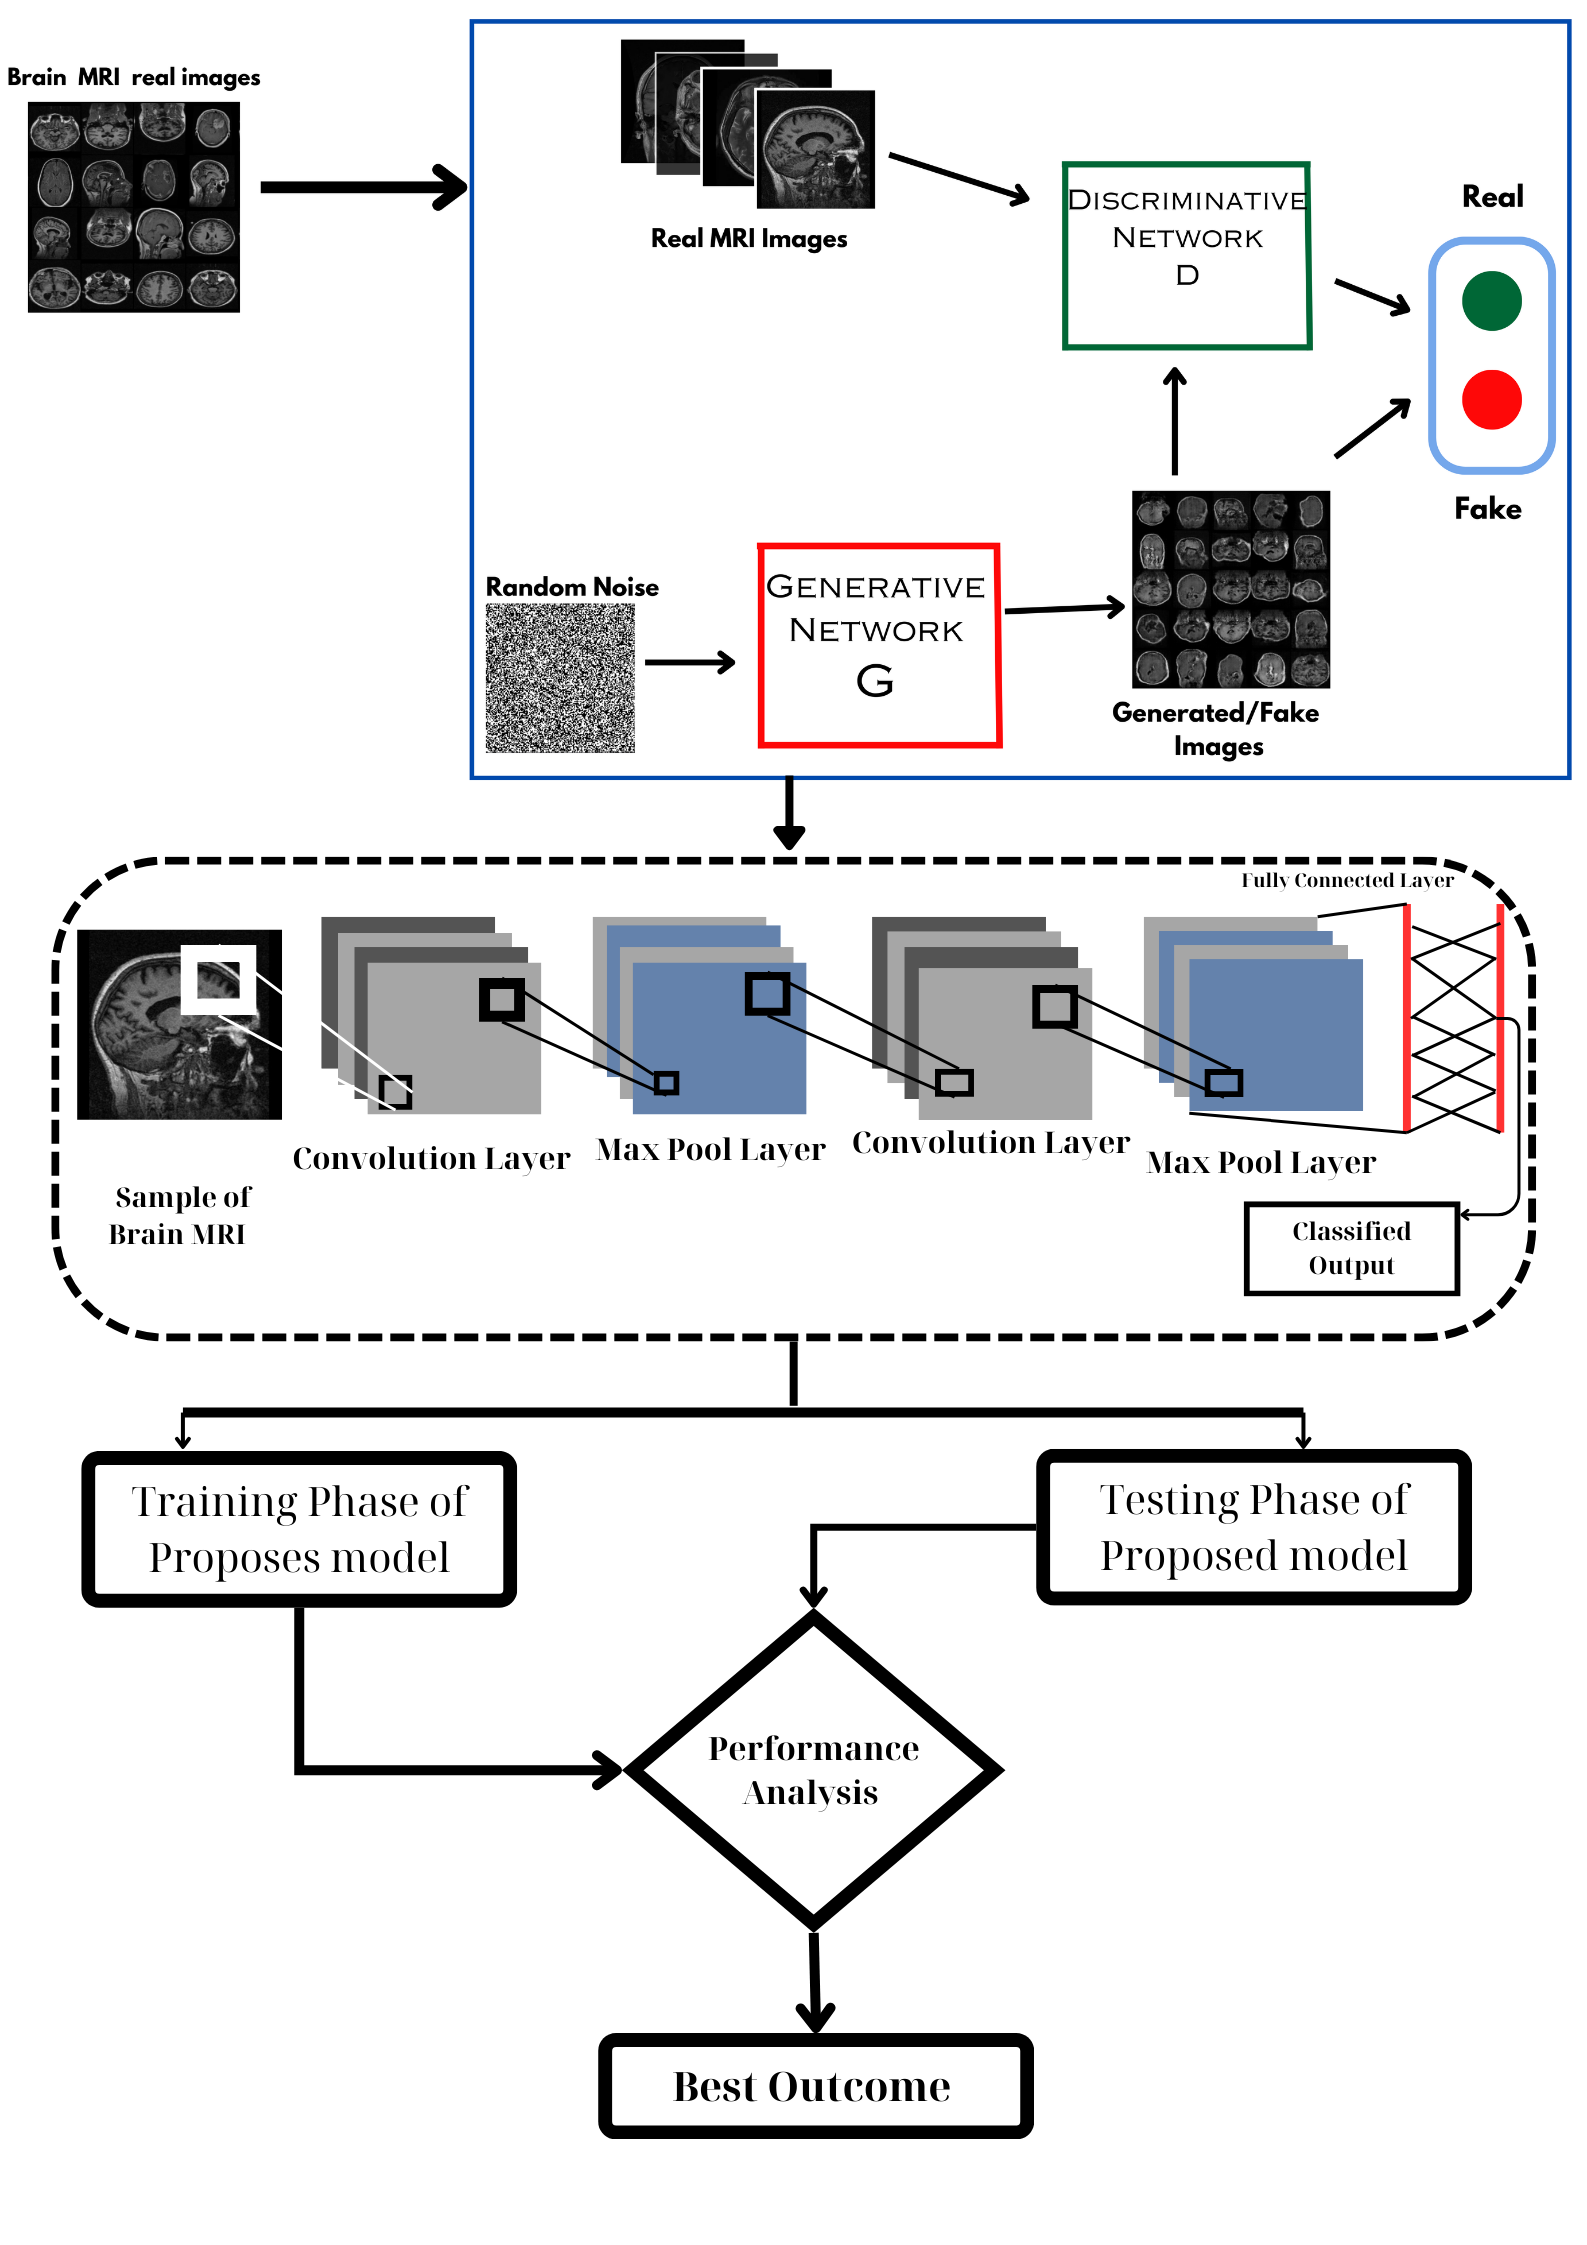 Brain MRI real images
Real MRI Images
DISCRIMINATIVE
NETWORK
D
Real
Fake
Random Noise
GENERATIVE
NETWORK
G
Generated/Fake
Images
Fully Connected Layer
Convolution Layer
Max Pool Layer
Convolution Layer
Max Pool Layer
Sample of
Brain MRI
Classified
Output
Training Phase of
Proposes model
Testing Phase of
Proposed model
Performance
Analysis
Best Outcome